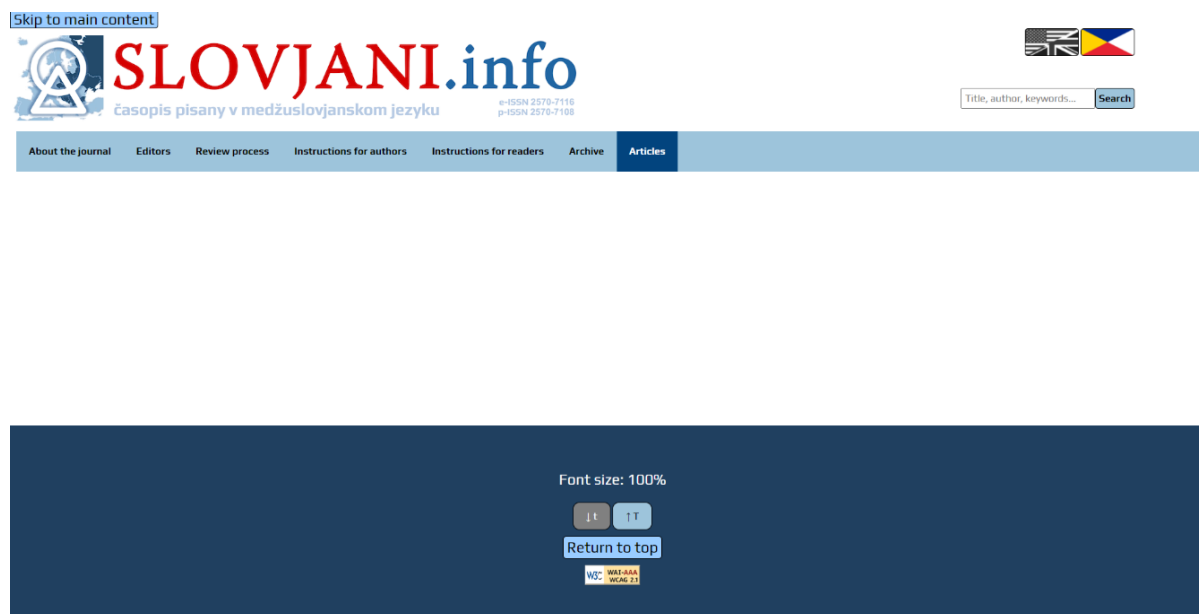 Skip to main content
SLOVJANI.info
časopis pisany v medžuslovjanskom jezyku
e-ISSN 2570-7116
p-ISSN 2570-7108
Title, author, keywords... Search
About the journal Editors Review process Instructions for authors Instructions for readers Archive Articles
Font size: 100%
↓t ↑T
Return to top
W3C WAI-AAA
WCAG 2.1